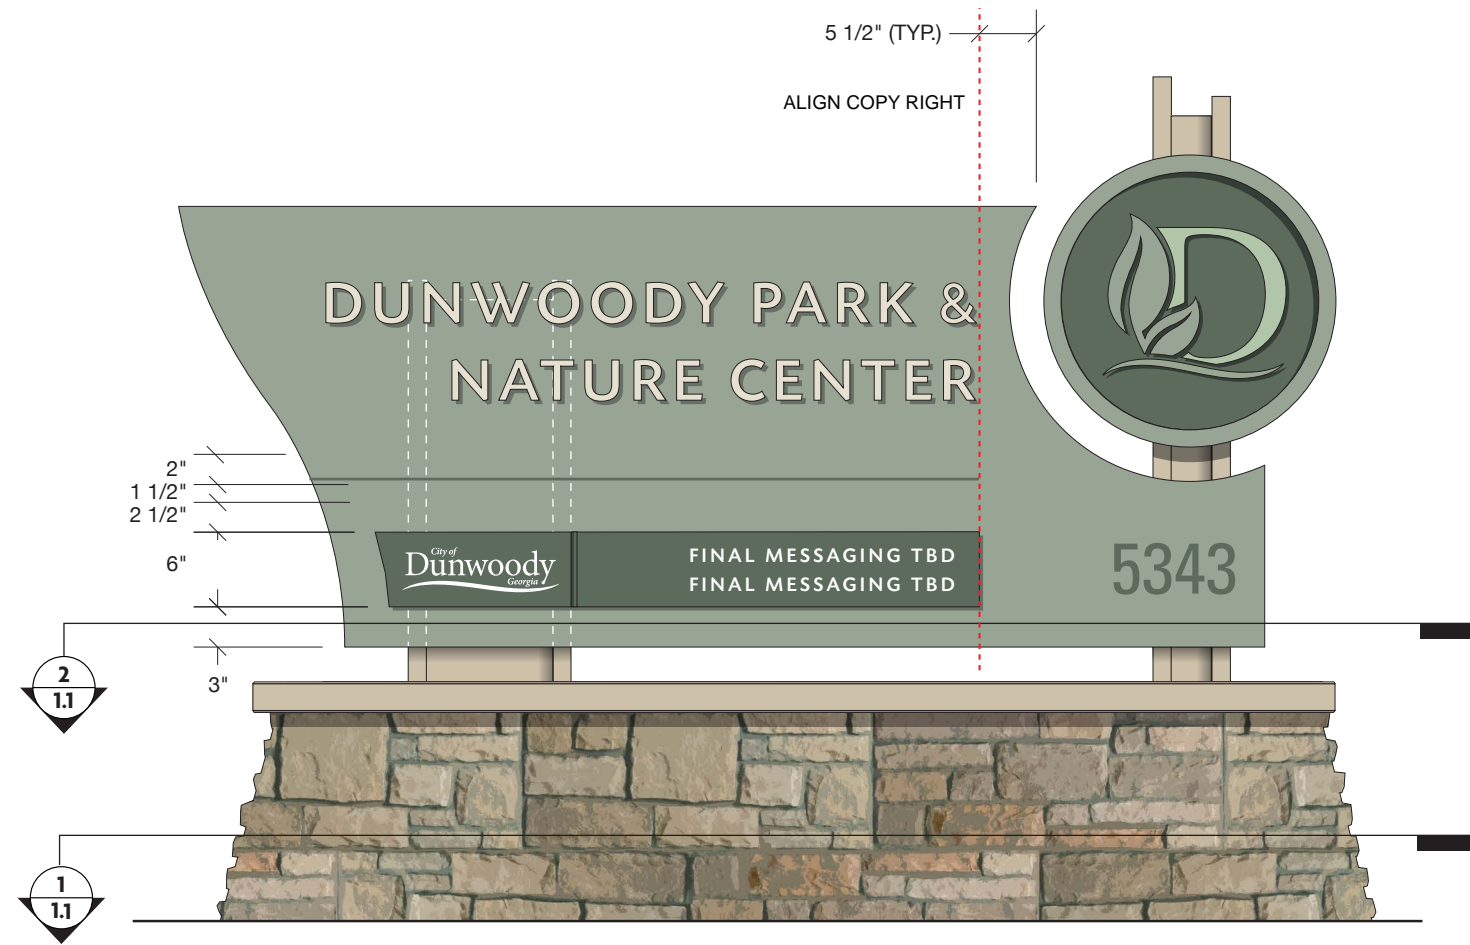 5 1/2" (TYP.)
ALIGN COPY RIGHT
DUNWOODY PARK &
NATURE CENTER
2"
1 1/2"
2 1/2"
6"
City of
Dunwoody
Georgia
FINAL MESSAGING TBD
FINAL MESSAGING TBD
5343
D
3"
2
1.1
1
1.1